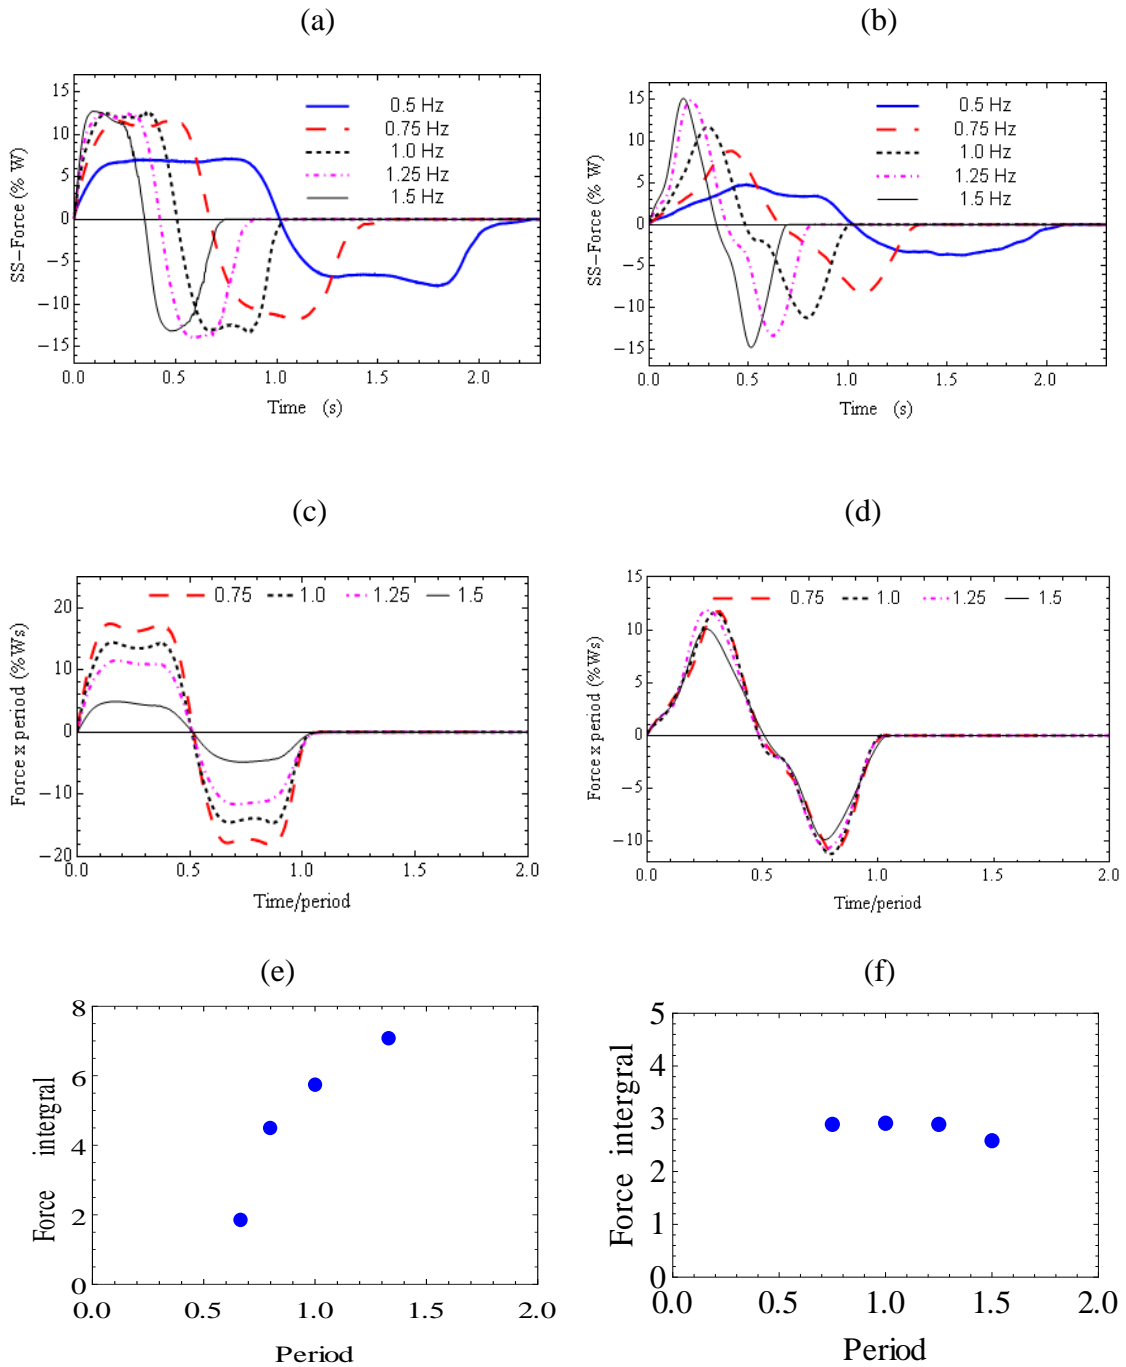 (a)
(b)
SS-Force (% W)
15
10
5
0
−5
−10
−15
0.5 Hz
0.75 Hz
1.0 Hz
1.25 Hz
1.5 Hz
0.0 0.5 1.0 1.5 2.0
Time (s)
SS-Force (% W)
15
10
5
0
−5
−10
−15
0.5 Hz
0.75 Hz
1.0 Hz
1.25 Hz
1.5 Hz
0.0 0.5 1.0 1.5 2.0
Time (s)
(c)
(d)
Force x period (%Ws)
20
10
0
−10
−20
0.75 1.0 1.25 1.5
0.0 0.5 1.0 1.5 2.0
Time/period
Force x period (%Ws)
15
10
5
0
−5
−10
0.75 1.0 1.25 1.5
0.0 0.5 1.0 1.5 2.0
Time/period
(e)
(f)
Force intergral
8
6
4
2
0
0.0 0.5 1.0 1.5 2.0
Period
Force intergral
5
4
3
2
1
0
0.0 0.5 1.0 1.5 2.0
Period